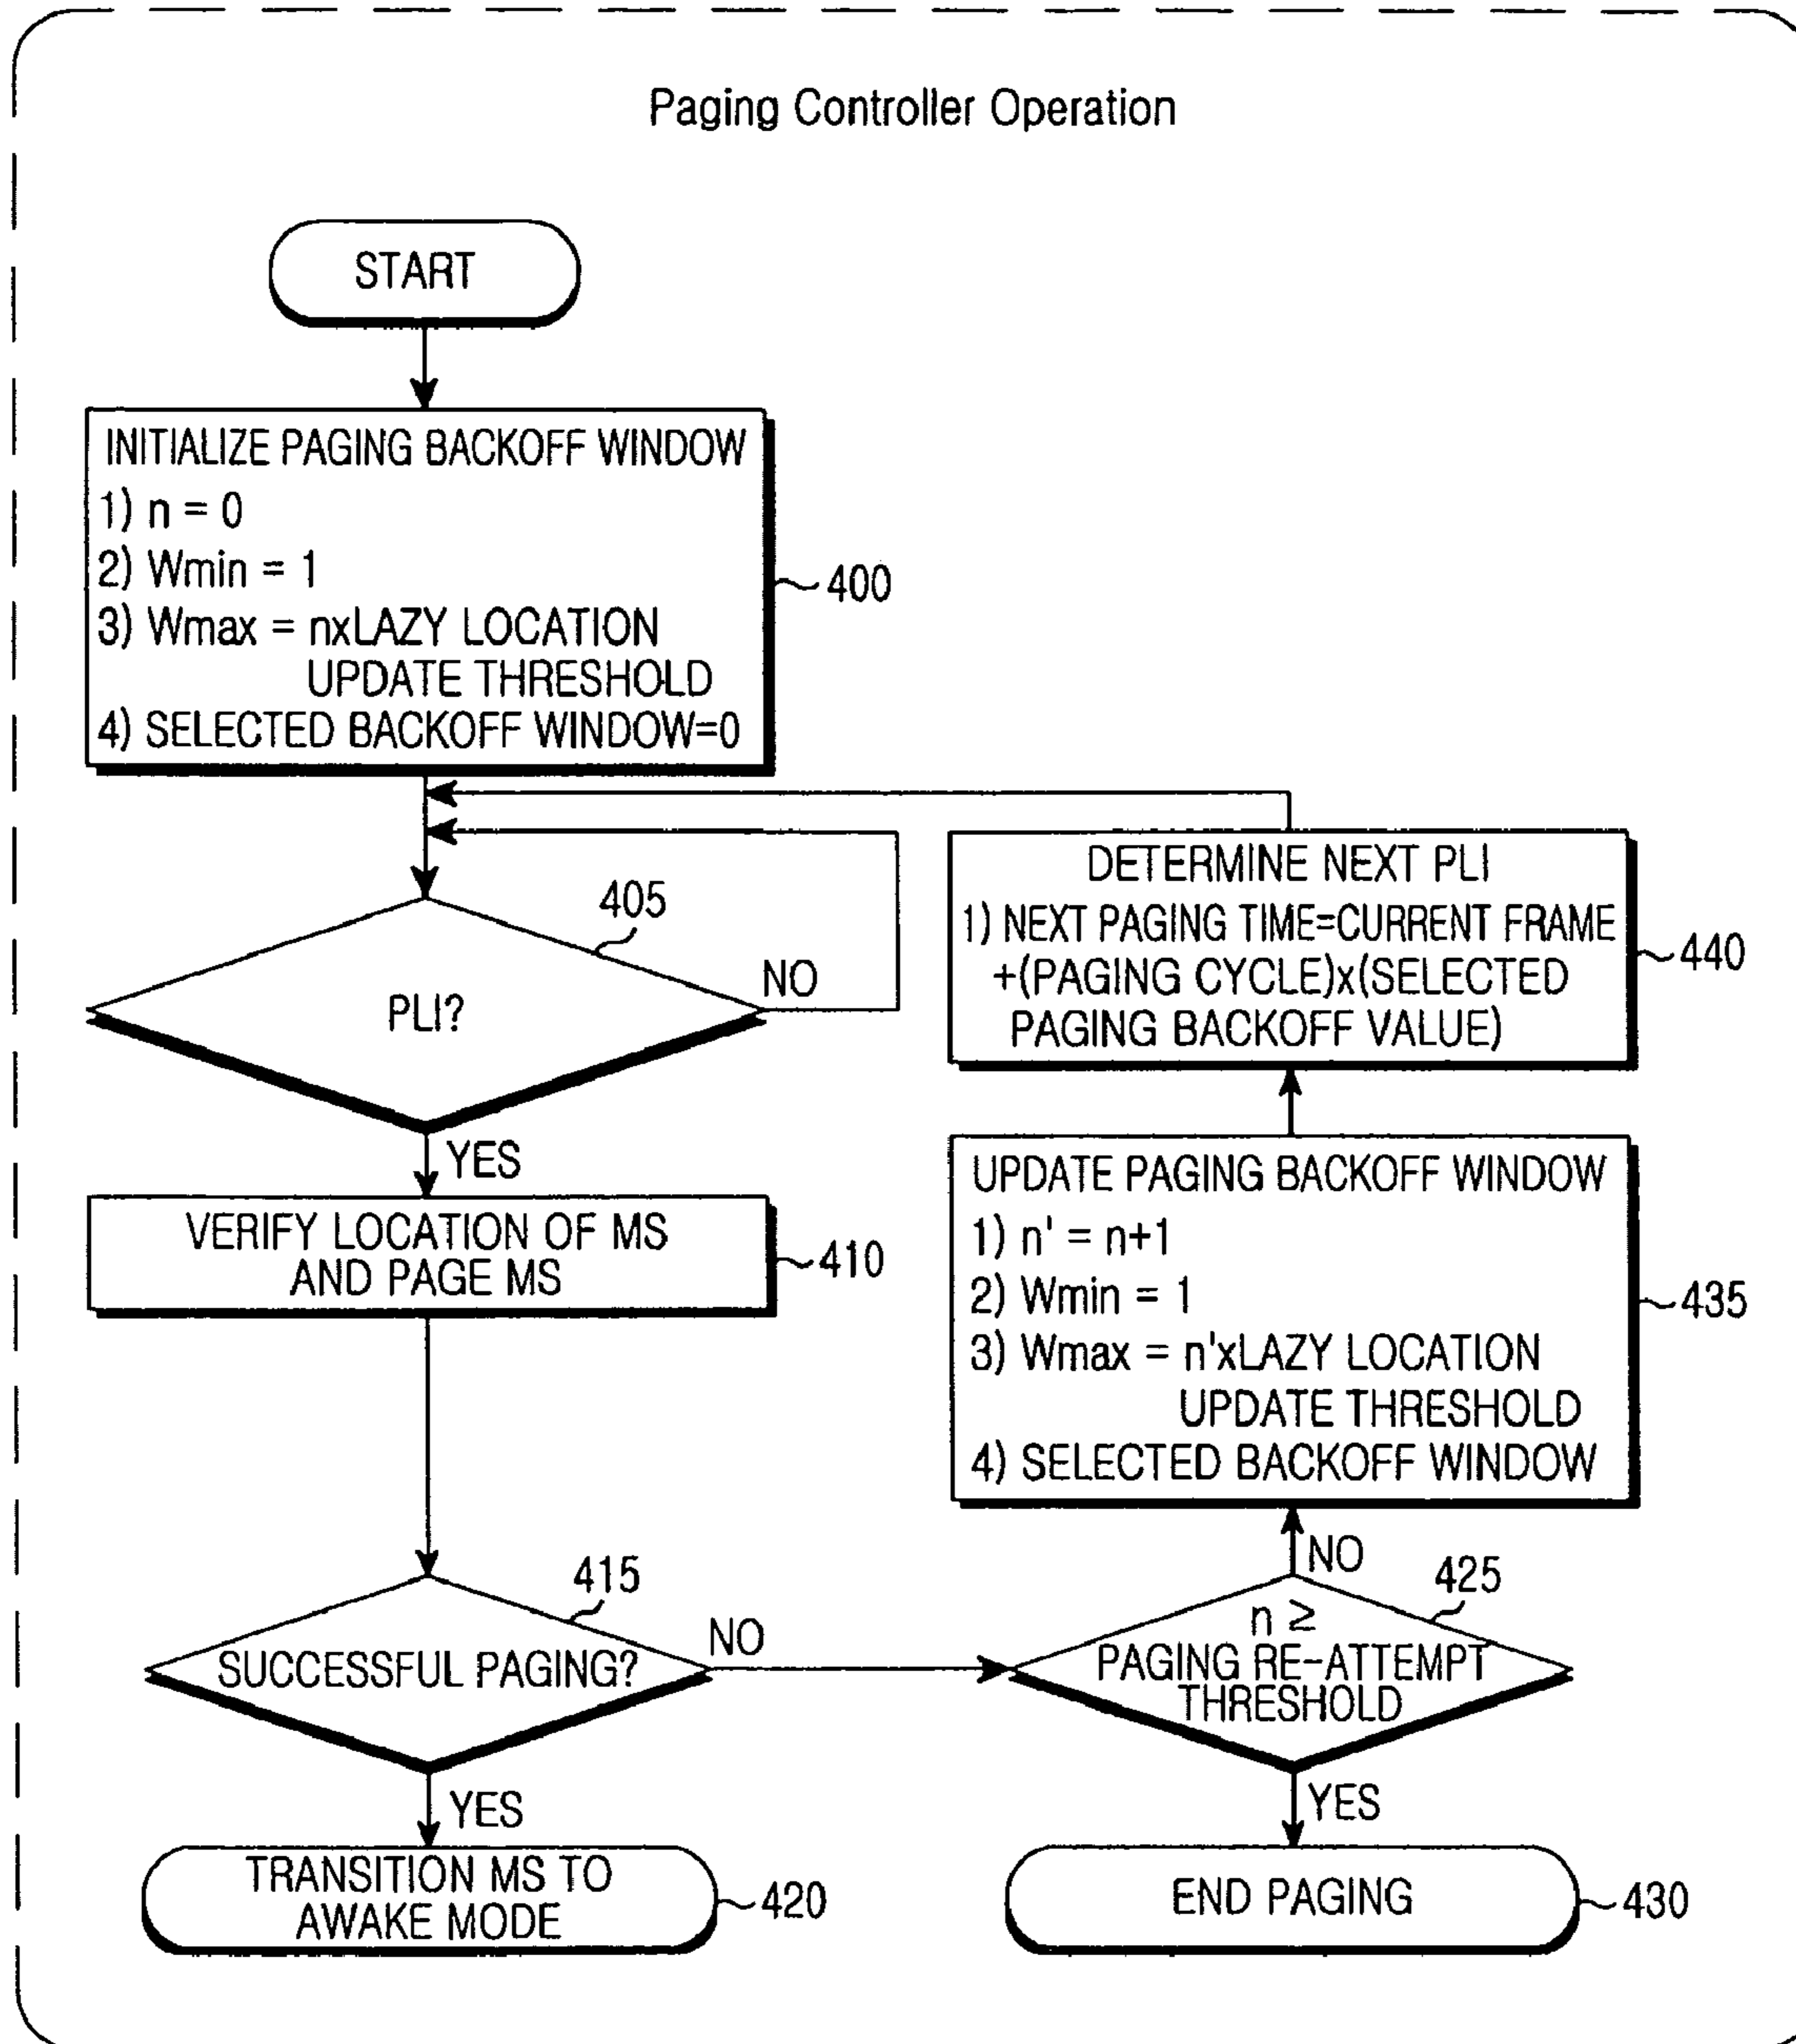 Paging Controller Operation
START
INITIALIZE PAGING BACKOFF WINDOW
1) n = 0
2) Wmin = 1
3) Wmax = nxLAZY LOCATION
UPDATE THRESHOLD
4) SELECTED BACKOFF WINDOW=0
400
405
PLI?
NO
YES
VERIFY LOCATION OF MS
AND PAGE MS
410
415
SUCCESSFUL PAGING?
NO
YES
TRANSITION MS TO
AWAKE MODE
420
425
n ≥
PAGING RE-ATTEMPT
THRESHOLD
YES
END PAGING
430
NO
UPDATE PAGING BACKOFF WINDOW
1) n' = n+1
2) Wmin = 1
3) Wmax = n'xLAZY LOCATION
UPDATE THRESHOLD
4) SELECTED BACKOFF WINDOW
435
DETERMINE NEXT PLI
1) NEXT PAGING TIME=CURRENT FRAME
+(PAGING CYCLE)x(SELECTED
PAGING BACKOFF VALUE)
440